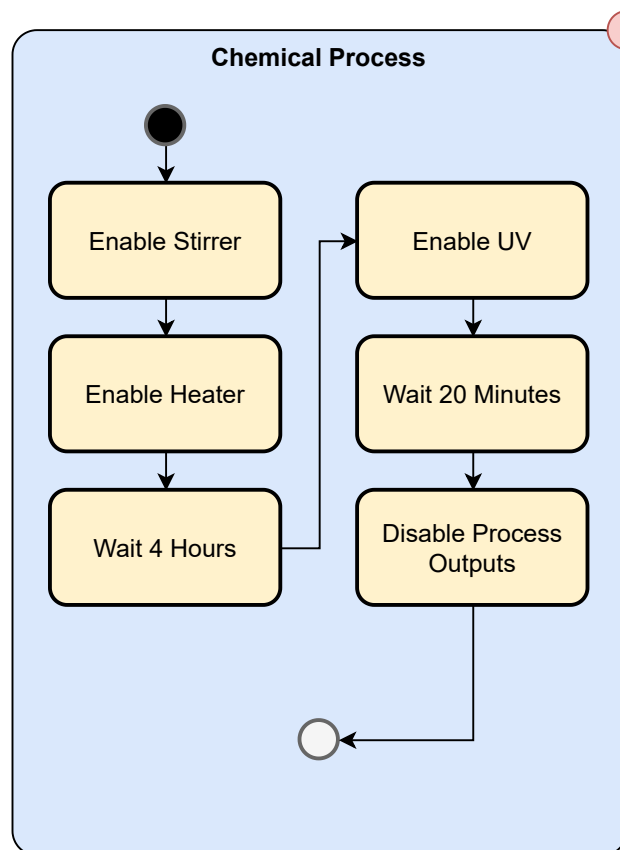 Chemical Process
Enable Stirrer
Enable Heater
Wait 4 Hours
Enable UV
Wait 20 Minutes
Disable Process
Outputs